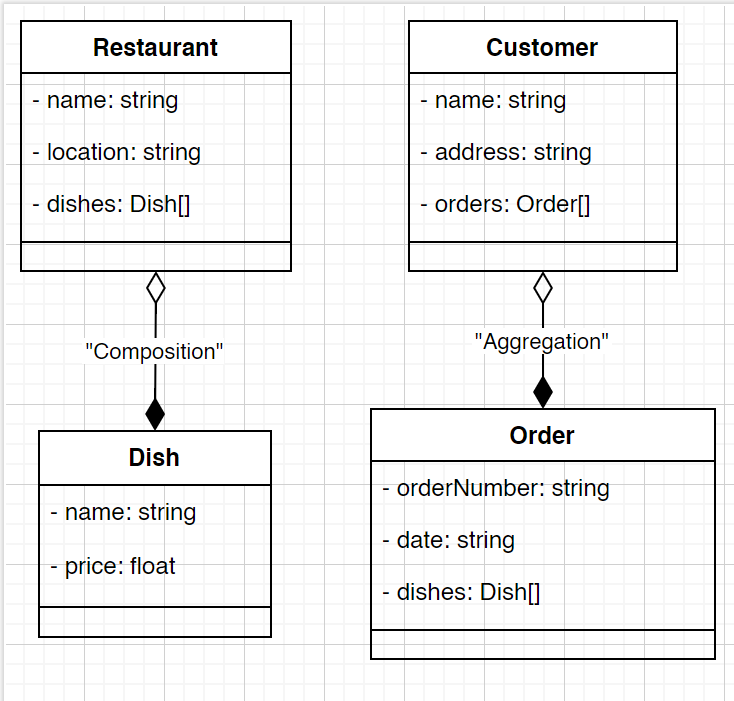 Restaurant
- name: string
- location: string
- dishes: Dish[]
"Composition"
Dish
- name: string
- price: float
Customer
- name: string
- address: string
- orders: Order[]
"Aggregation"
Order
- orderNumber: string
- date: string
- dishes: Dish[]